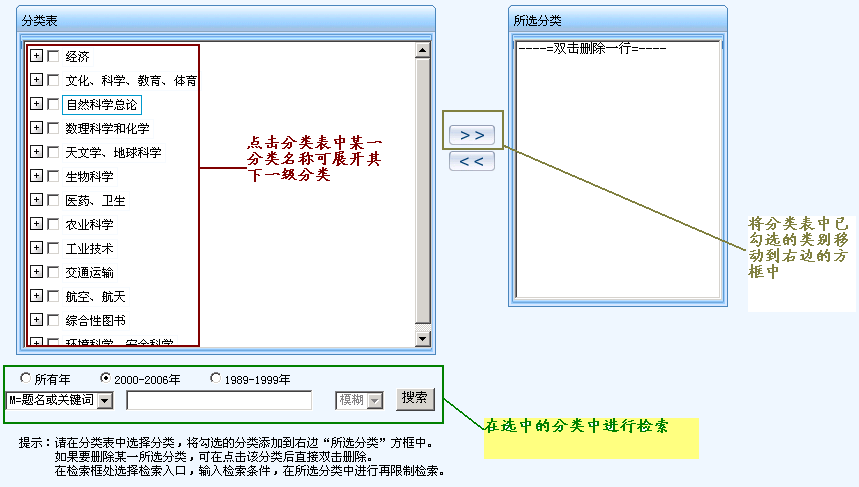 分类表
经济
文化、科学、教育、体育
自然科学总论
数理科学和化学
天文学、地球科学
生物科学
医药、卫生
农业科学
工业技术
交通运输
航空、航天
综合性图书
环境科学、安全科学
点击分类表中某一
分类名称可展开其
下一级分类
>>
<<
所选分类
----=双击删除一行=----
将分类表中已
勾选的类别移
动到右边的方
框中
所有年
2000-2006年
1989-1999年
M=题名或关键词
模糊
搜索
在选中的分类中进行检索
提示：请在分类表中选择分类，将勾选的分类添加到右边“所选分类”方框中。
如果要删除某一所选分类，可在点击该分类后直接双击删除。
在检索框处选择检索入口，输入检索条件，在所选分类中进行再限制检索。